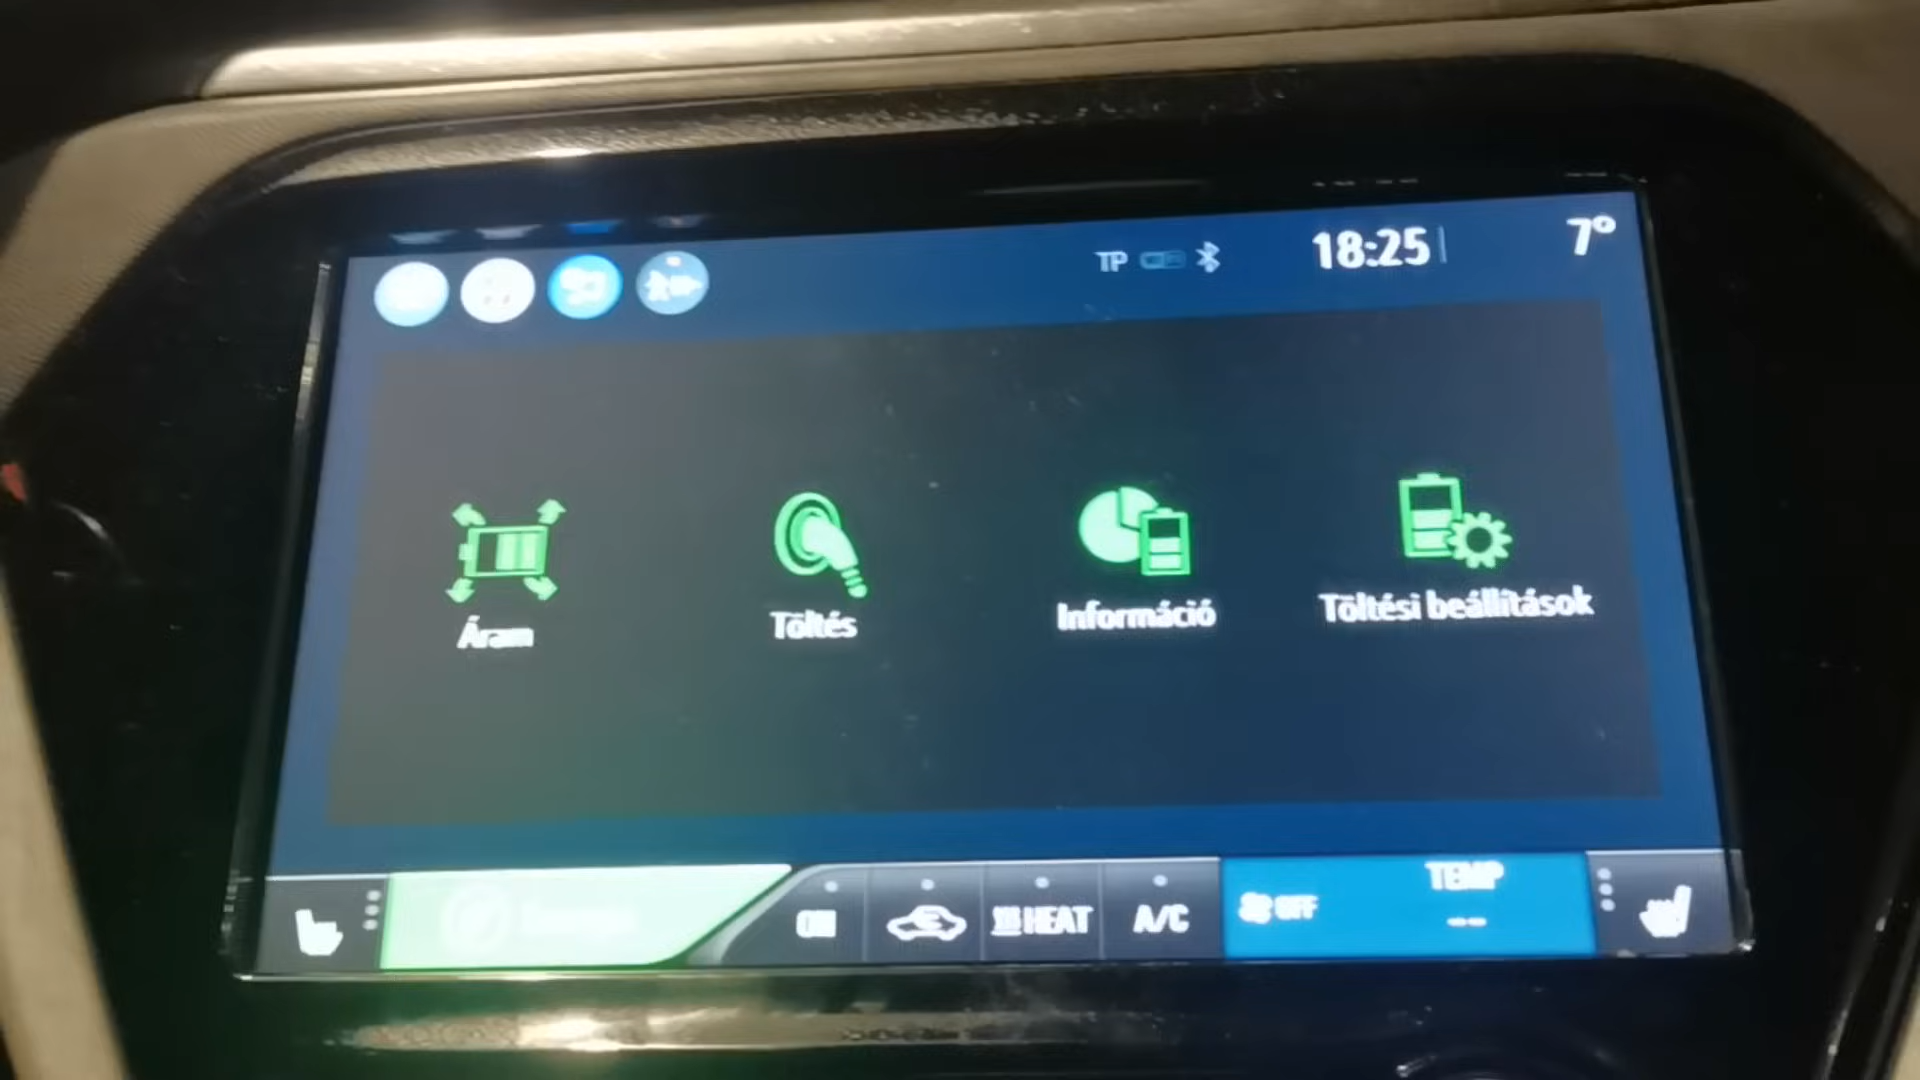 TP 18:25 7°
Áram Töltés Információ Töltési beállítások
HEAT A/C OFF TEMP --